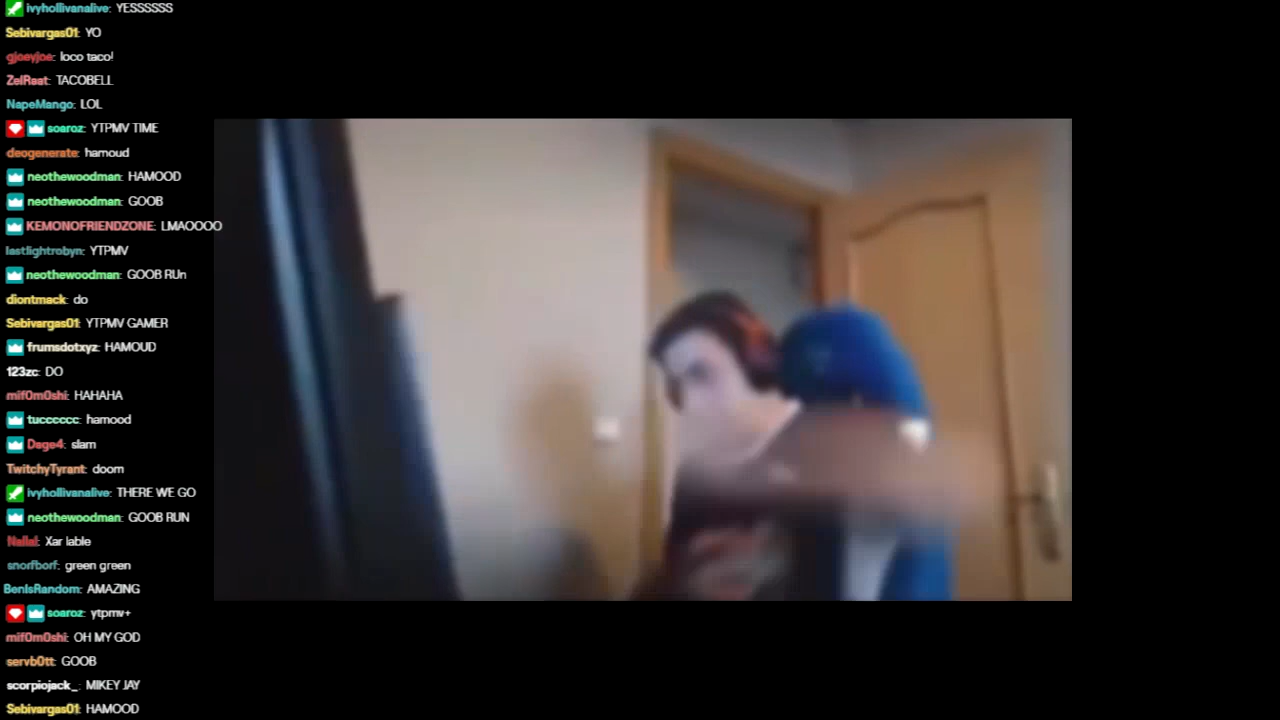 ivyhollivanalive: YESSSSSS
Sebivargas01: YO
gjoeyjoe: loco taco!
ZelRaat: TACOBELL
NapeMango: LOL
soaroz: YTPMV TIME
deogenerate: hamoud
neothewoodman: HAMOOD
neothewoodman: GOOB
KEMONOFRIENDZONE: LMAOOOO
lastlightrobyn: YTPMV
neothewoodman: GOOB RUn
diontmack: do
Sebivargas01: YTPMV GAMER
frumsdotxyz: HAMOUD
123zc: DO
mif0m0shi: HAHAHA
tucccccc: hamood
Dage4: slam
TwitchyTyrant: doom
ivyhollivanalive: THERE WE GO
neothewoodman: GOOB RUN
Xar lable
snorfborf: green green
BenIsRandom: AMAZING
soaroz: ytpmv+
mif0m0shi: OH MY GOD
servb0tt: GOOB
scorpiojack_: MIKEY JAY
Sebivargas01: HAMOOD